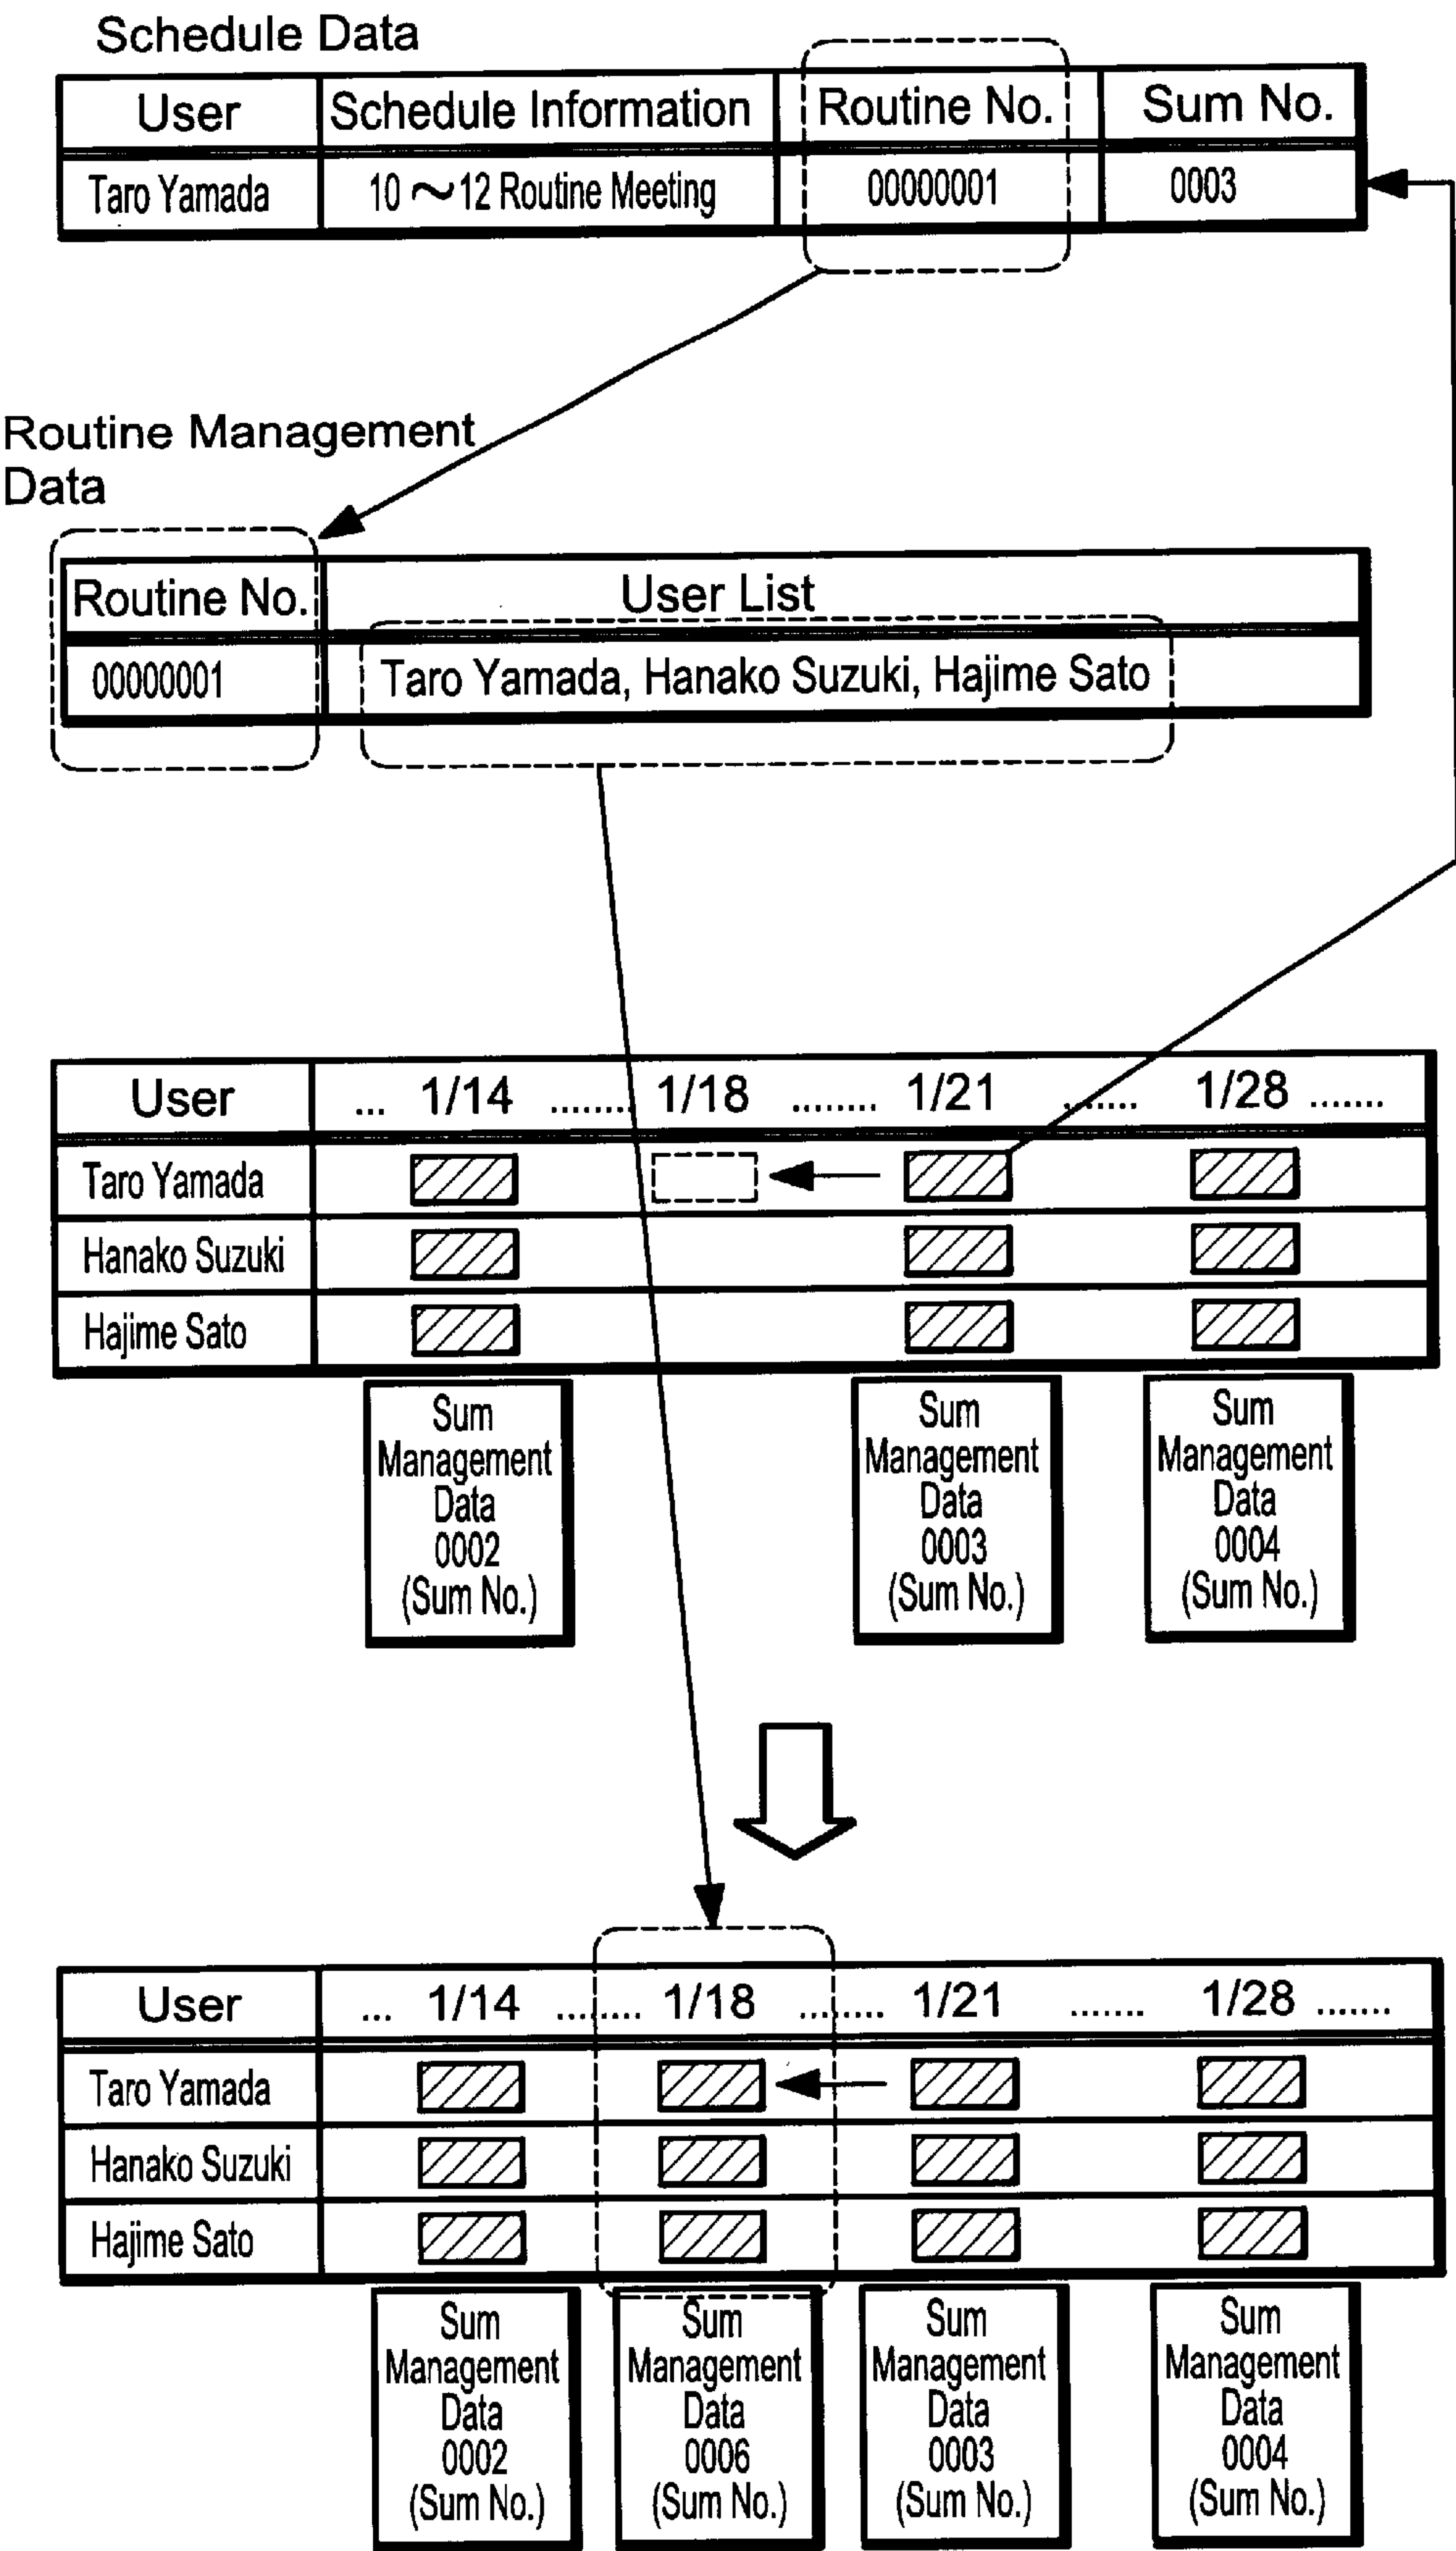 Schedule Data
User Schedule Information Routine No. Sum No.
Taro Yamada 10 ~12 Routine Meeting 00000001 0003
Routine Management
Data
Routine No. User List
00000001 Taro Yamada, Hanako Suzuki, Hajime Sato
User ... 1/14 ........ 1/18 ........ 1/21 ....... 1/28 .......
Taro Yamada
Hanako Suzuki
Hajime Sato
Sum Sum Sum
Management Management Management
Data Data Data
0002 0003 0004
(Sum No.) (Sum No.) (Sum No.)
User ... 1/14 ........ 1/18 ........ 1/21 ....... 1/28 .......
Taro Yamada
Hanako Suzuki
Hajime Sato
Sum Sum Sum Sum
Management Management Management Management
Data Data Data Data
0002 0006 0003 0004
(Sum No.) (Sum No.) (Sum No.) (Sum No.)